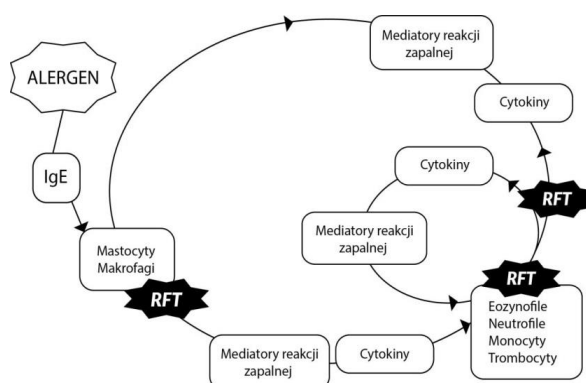 ALERGEN
IgE
Mastocyty
Makrofagi
RFT
Mediatory reakcji
zapalnej
Cytokiny
Mediatory reakcji
zapalnej
Cytokiny
RFT
Cytokiny
Mediatory reakcji
zapalnej
RFT
Eozynofile
Neutrofile
Monocyty
Trombocyty